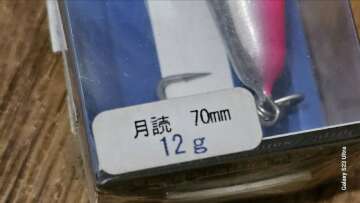 月読 70mm
12g
Galaxy S23 Ultra